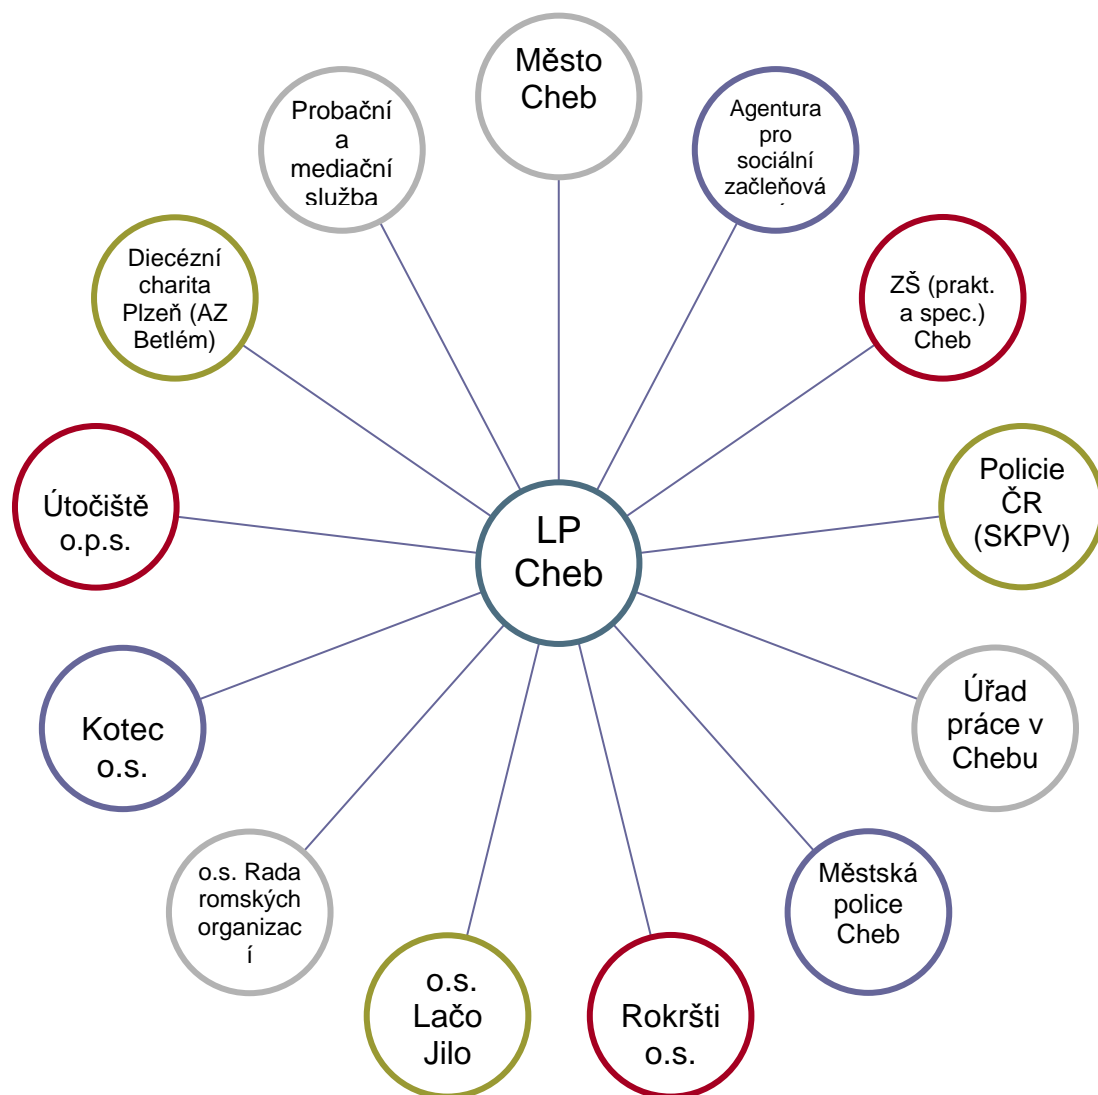 Město
Cheb
Agentura
pro
sociální
začleňová
ZŠ (prakt.
a spec.)
Cheb
Policie
ČR
(SKPV)
Úřad
práce v
Chebu
Městská
police
Cheb
Rokršti
o.s.
o.s.
Lačo
Jilo
o.s. Rada
romských
organizac
í
Kotec
o.s.
Útočiště
o.p.s.
Diecézní
charita
Plzeň (AZ
Betlém)
Probační
a
mediační
služba
LP
Cheb